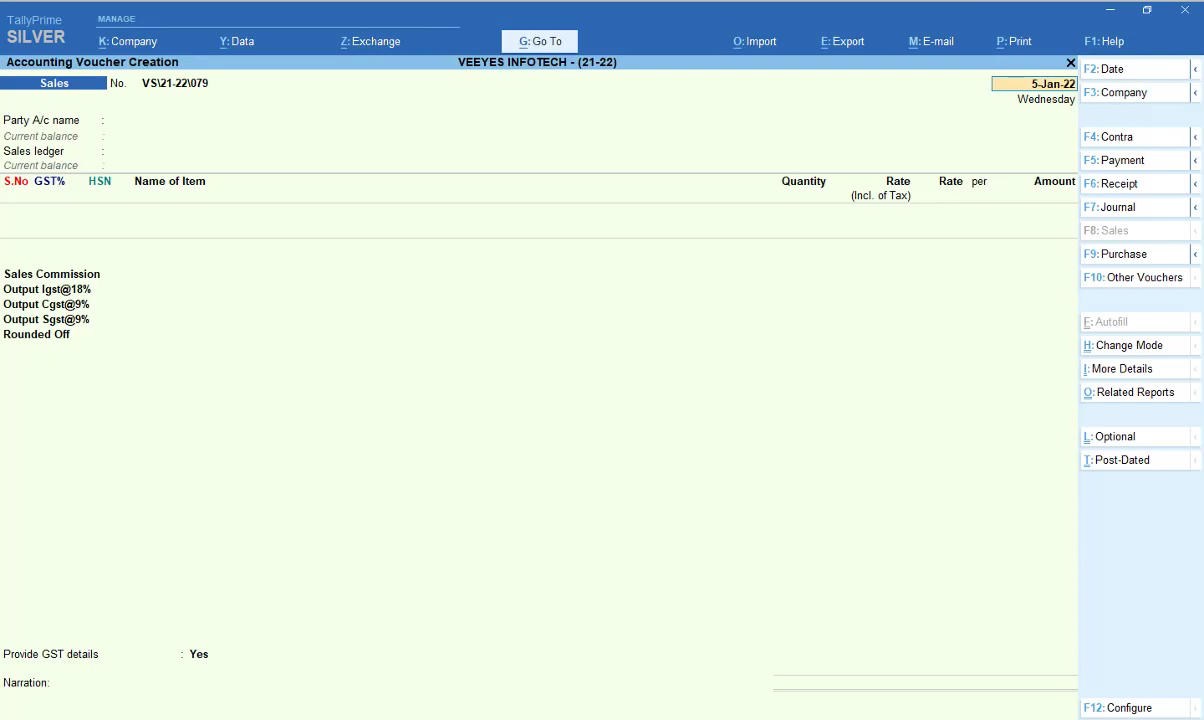 TallyPrime
SILVER
MANAGE
K: Company Y: Data Z: Exchange G: Go To O: Import E: Export M: E-mail P: Print F1: Help
Accounting Voucher Creation VEEYES INFOTECH - (21-22)
Sales No. VS\21-22\079 5-Jan-22
Wednesday
Party A/c name :
Current balance :
Sales ledger :
Current balance :
S.No GST% HSN Name of Item Quantity Rate Rate per Amount
(Incl. of Tax)
Sales Commission
Output Igst@18%
Output Cgst@9%
Output Sgst@9%
Rounded Off
Provide GST details : Yes
Narration:
F2: Date
F3: Company
F4: Contra
F5: Payment
F6: Receipt
F7: Journal
F8: Sales
F9: Purchase
F10: Other Vouchers
E: Autofill
H: Change Mode
I: More Details
O: Related Reports
L: Optional
T: Post-Dated
F12: Configure